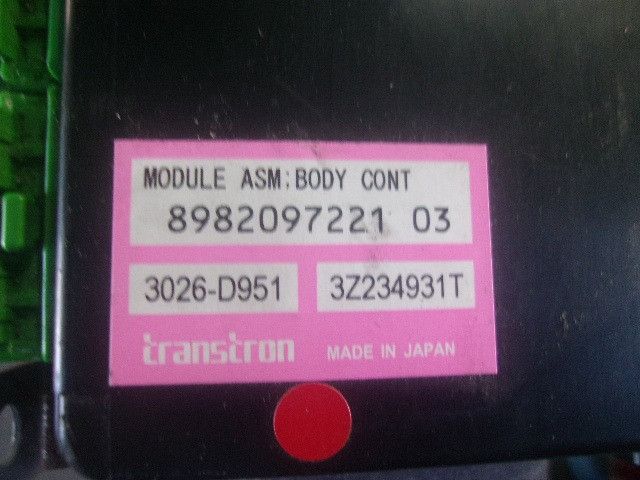 MODULE ASM:BODY CONT
8982097221 03
3026-D951 3Z234931T
transtron MADE IN JAPAN